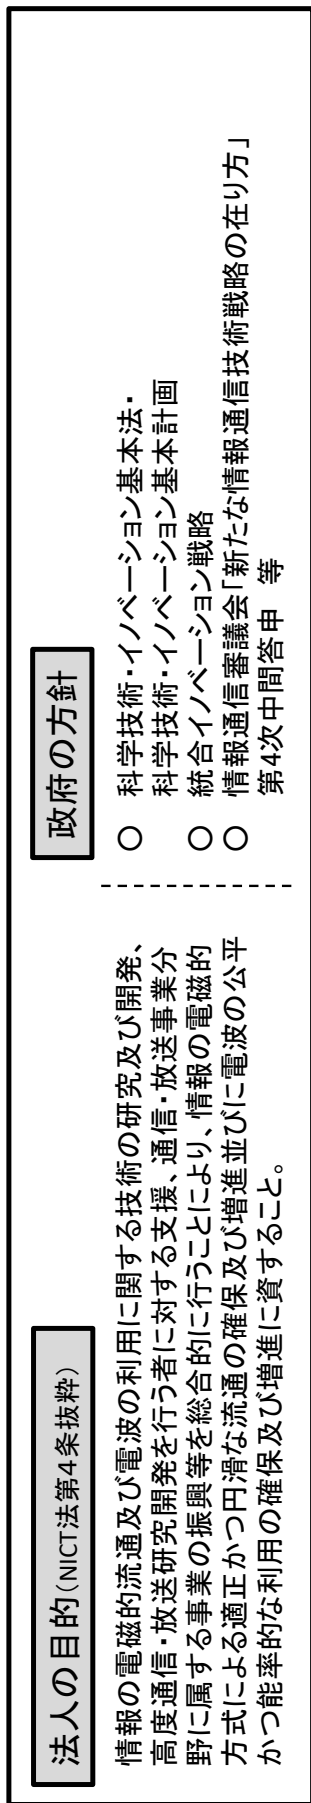 法人の目的(NICT法第4条抜粋)
情報の電磁的流通及び電波の利用に関する技術の研究及び開発、
高度通信・放送研究開発を行う者に対する支援、通信・放送事業分
野に属する事業の振興等を総合的に行うことにより、情報の電磁的
方式による適正かつ円滑な流通の確保及び増進並びに電波の公平
かつ能率的な利用の確保及び増進に資すること。
政府の方針
○ 科学技術・イノベーション基本法・
科学技術・イノベーション基本計画
○ 統合イノベーション戦略
○ 情報通信審議会「新たな情報通信技術戦略の在り方」
第4次中間答申 等